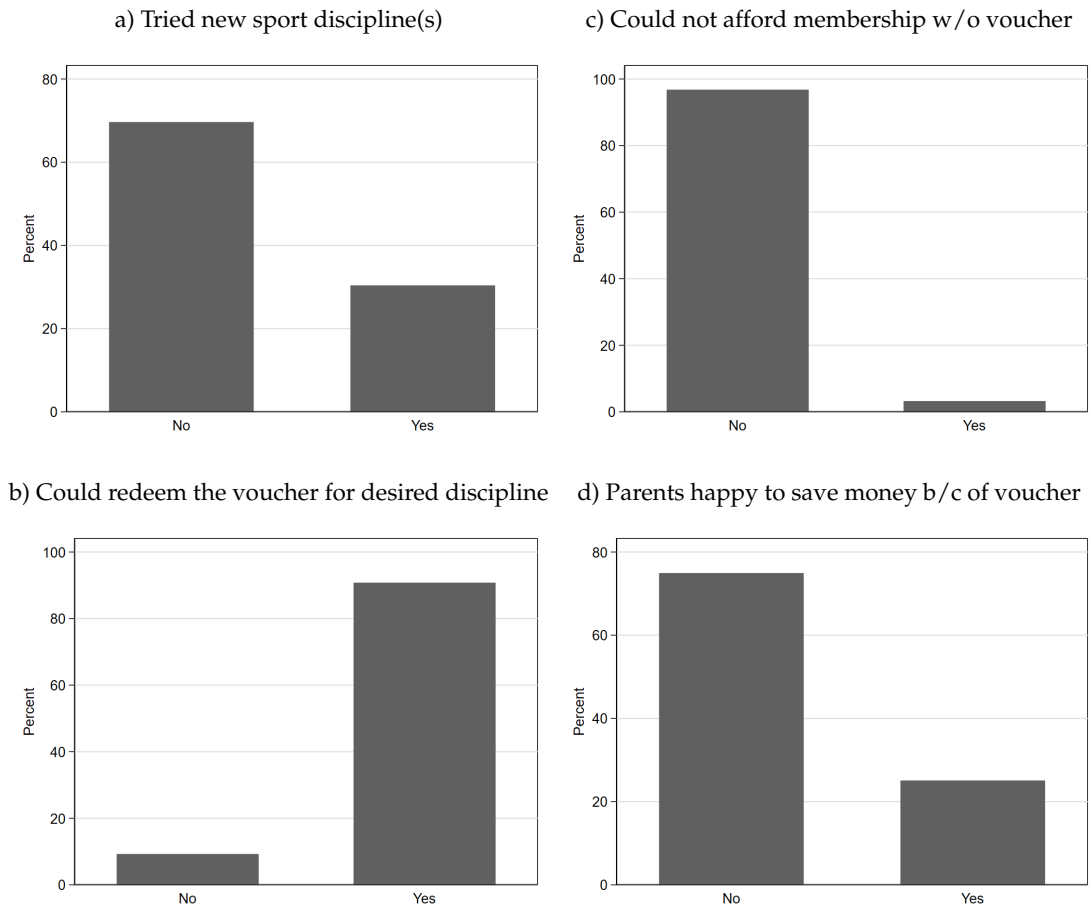 a) Tried new sport discipline(s)
80
60
40
20
0
Percent
No Yes
c) Could not afford membership w/o voucher
100
80
60
40
20
0
Percent
No Yes
b) Could redeem the voucher for desired discipline
100
80
60
40
20
0
Percent
No Yes
d) Parents happy to save money b/c of voucher
80
60
40
20
0
Percent
No Yes